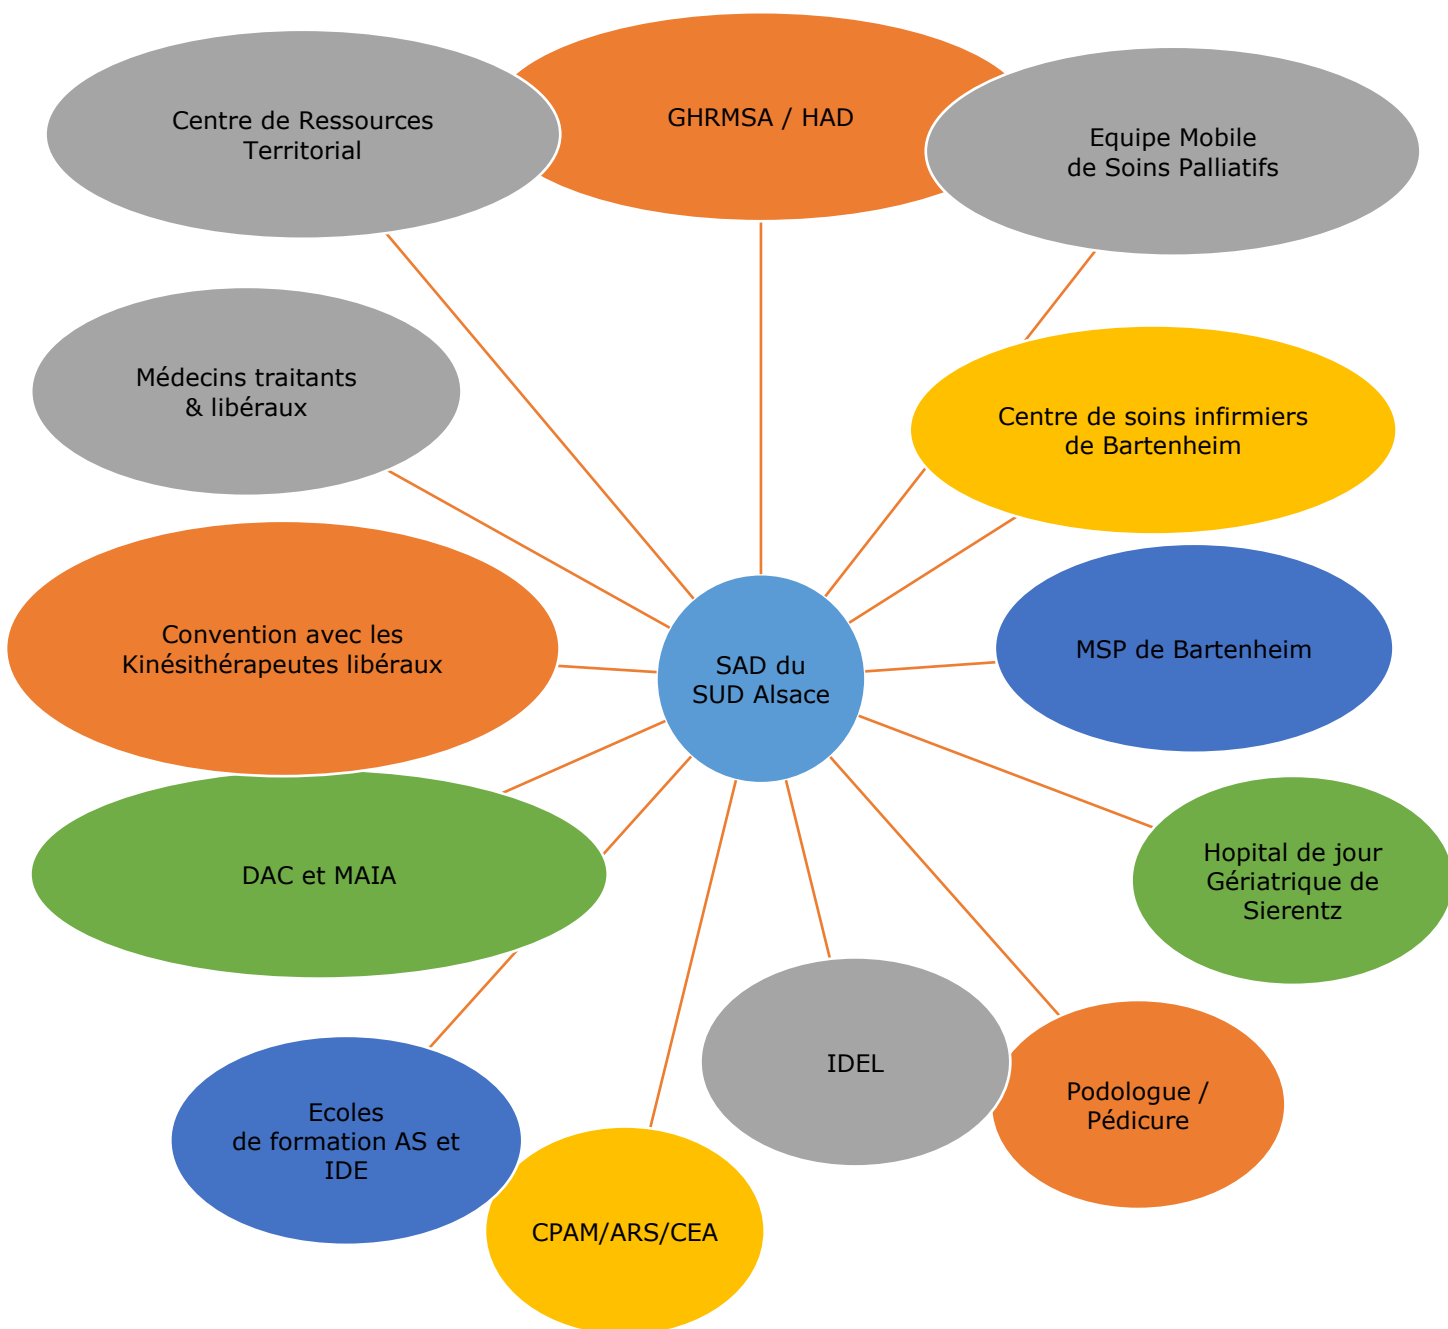 GHRMSA / HAD
Centre de Ressources
Territorial
Equipe Mobile
de Soins Palliatifs
Médecins traitants
& libéraux
Centre de soins infirmiers
de Bartenheim
Convention avec les
Kinésithérapeutes libéraux
SAD du
SUD Alsace
MSP de Bartenheim
DAC et MAIA
Hopital de jour
Gériatrique de
Sierentz
IDEL
Podologue /
Pédicure
Ecoles
de formation AS et
IDE
CPAM/ARS/CEA